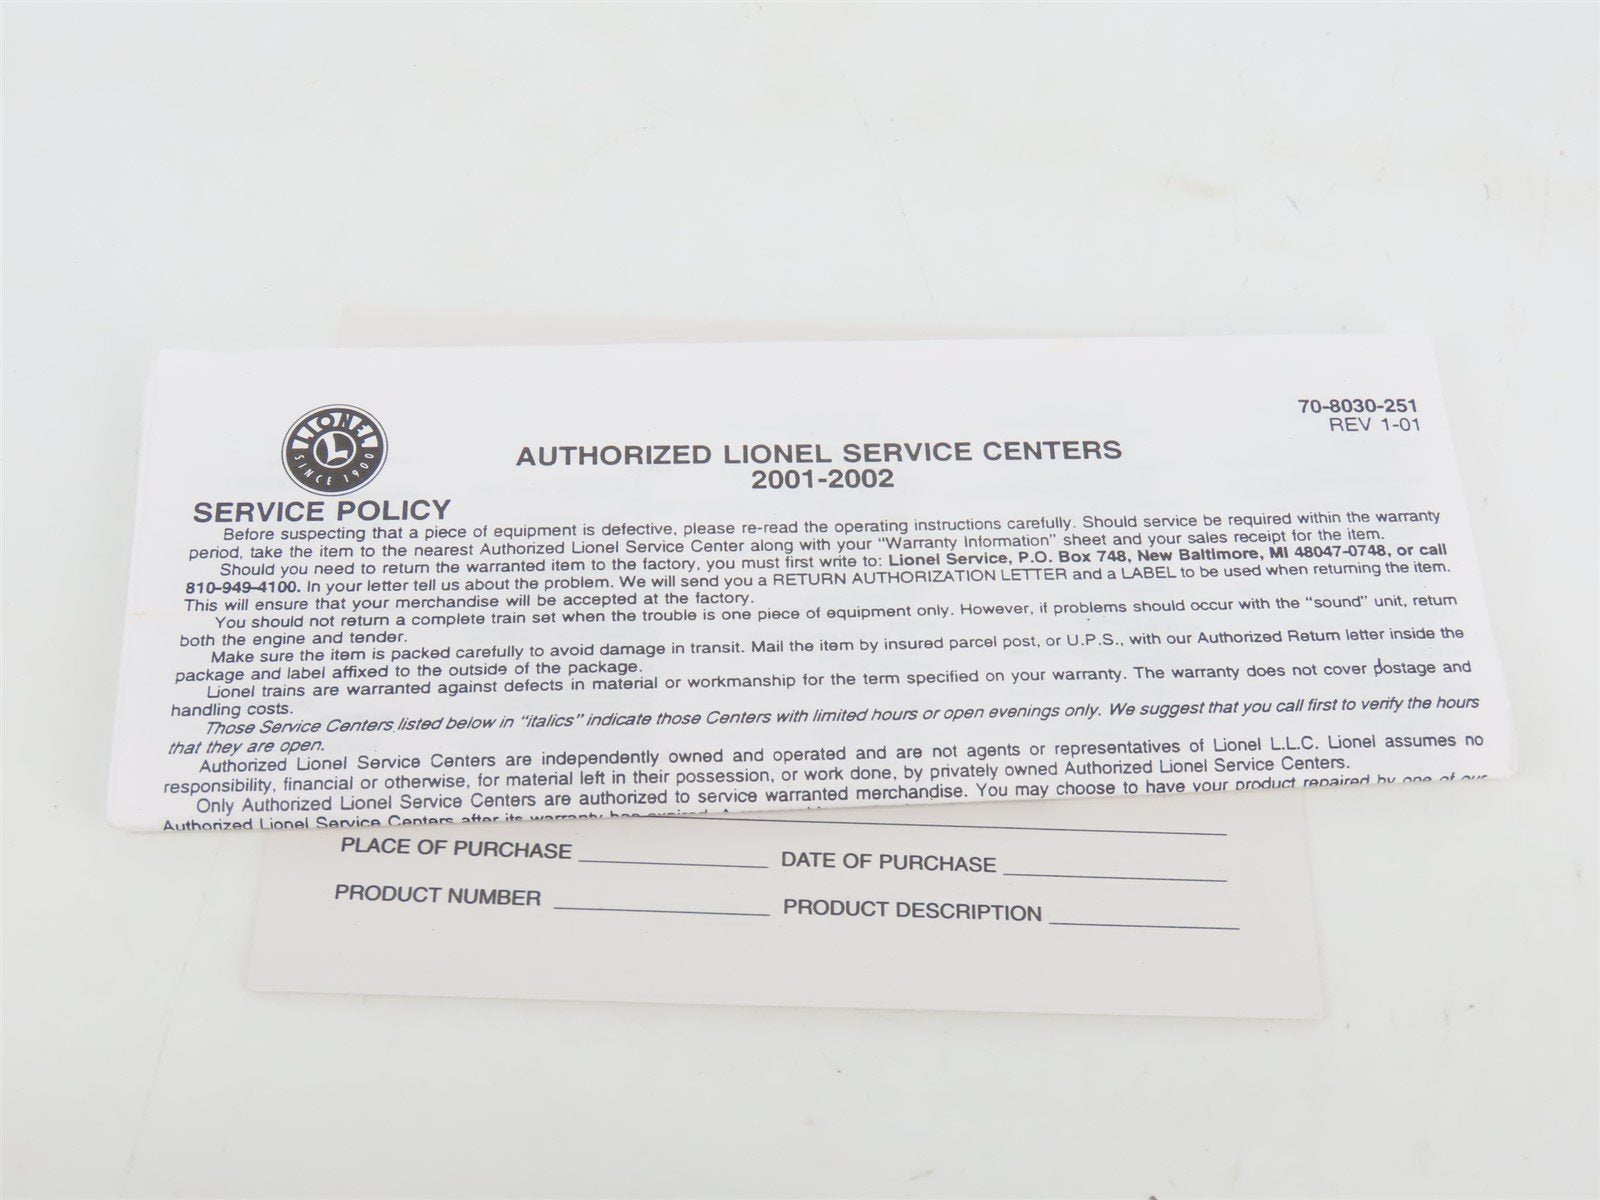 70-8030-251
REV 1-01
LIONEL
L
SINCE 1900
AUTHORIZED LIONEL SERVICE CENTERS
2001-2002
SERVICE POLICY
Before suspecting that a piece of equipment is defective, please re-read the operating instructions carefully. Should service be required within the warranty
period, take the item to the nearest Authorized Lionel Service Center along with your "Warranty Information" sheet and your sales receipt for the item.
Should you need to return the warranted item to the factory, you must first write to: Lionel Service, P.O. Box 748, New Baltimore, MI 48047-0748, or call
810-949-4100. In your letter tell us about the problem. We will send you a RETURN AUTHORIZATION LETTER and a LABEL to be used when returning the item.
This will ensure that your merchandise will be accepted at the factory.
You should not return a complete train set when the trouble is one piece of equipment only. However, if problems should occur with the "sound" unit, return
both the engine and tender.
Make sure the item is packed carefully to avoid damage in transit. Mail the item by insured parcel post, or U.P.S., with our Authorized Return letter inside the
package and label affixed to the outside of the package.
Lionel trains are warranted against defects in material or workmanship for the term specified on your warranty. The warranty does not cover postage and
handling costs.
Those Service Centers listed below in "italics" indicate those Centers with limited hours or open evenings only. We suggest that you call first to verify the hours
that they are open.
Authorized Lionel Service Centers are independently owned and operated and are not agents or representatives of Lionel L.L.C. Lionel assumes no
responsibility, financial or otherwise, for material left in their possession, or work done, by privately owned Authorized Lionel Service Centers.
Only Authorized Lionel Service Centers are authorized to service warranted merchandise. You may choose to have your product repaired by one of our
Authorized Lionel Service Centers after its warranty has expired.
PLACE OF PURCHASE DATE OF PURCHASE
PRODUCT NUMBER PRODUCT DESCRIPTION